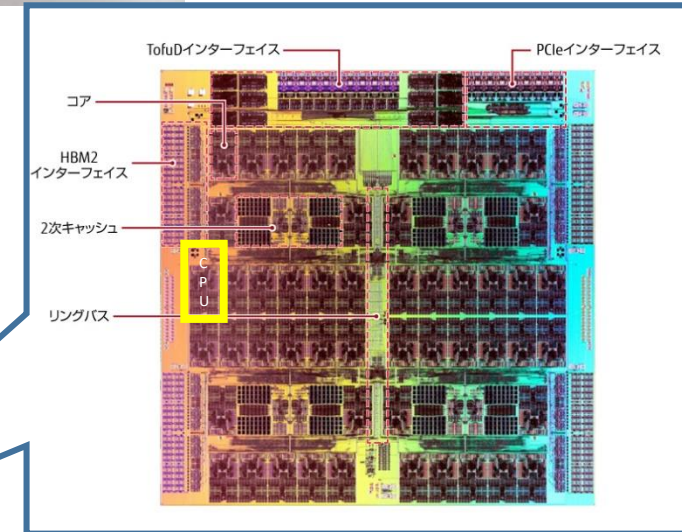 TofuDインターフェイス
PCIeインターフェイス
コア
HBM2
インターフェイス
2次キャッシュ
C
P
U
リングバス